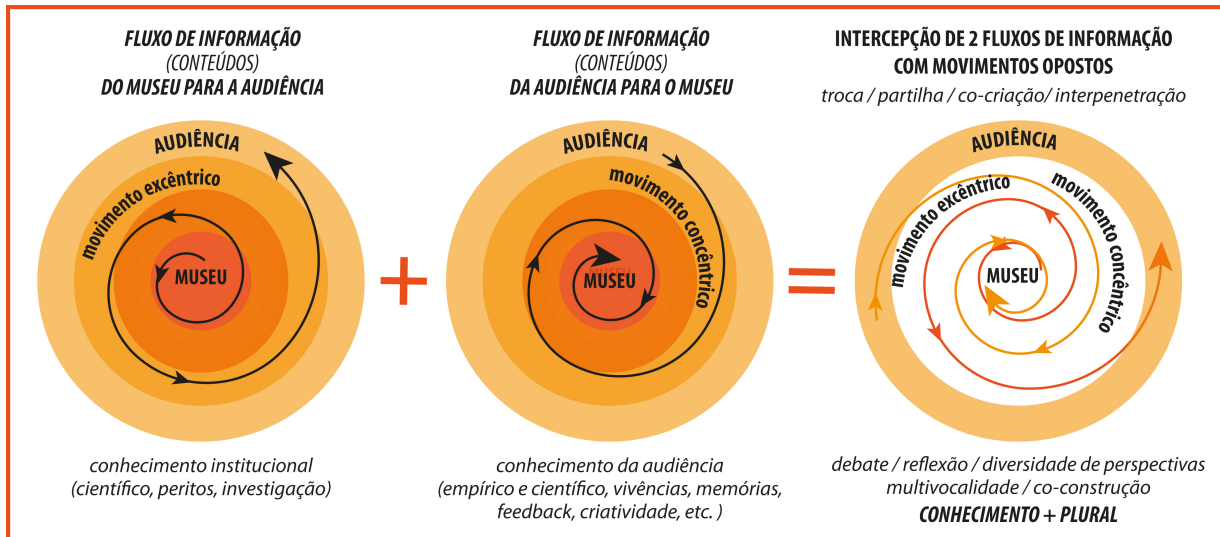 FLUXO DE INFORMAÇÃO
(CONTEÚDOS)
DO MUSEU PARA A AUDIÊNCIA
AUDIÊNCIA
movimento excêntrico
MUSEU
conhecimento institucional
(científico, peritos, investigação)
+
FLUXO DE INFORMAÇÃO
(CONTEÚDOS)
DA AUDIÊNCIA PARA O MUSEU
AUDIÊNCIA
movimento concêntrico
MUSEU
conhecimento da audiência
(empírico e científico, vivências, memórias,
feedback, criatividade, etc. )
=
INTERCEPÇÃO DE 2 FLUXOS DE INFORMAÇÃO
COM MOVIMENTOS OPOSTOS
troca / partilha / co-criação/ interpenetração
AUDIÊNCIA
movimento excêntrico
movimento concêntrico
MUSEU
debate / reflexão / diversidade de perspectivas
multivocalidade / co-construção
CONHECIMENTO + PLURAL